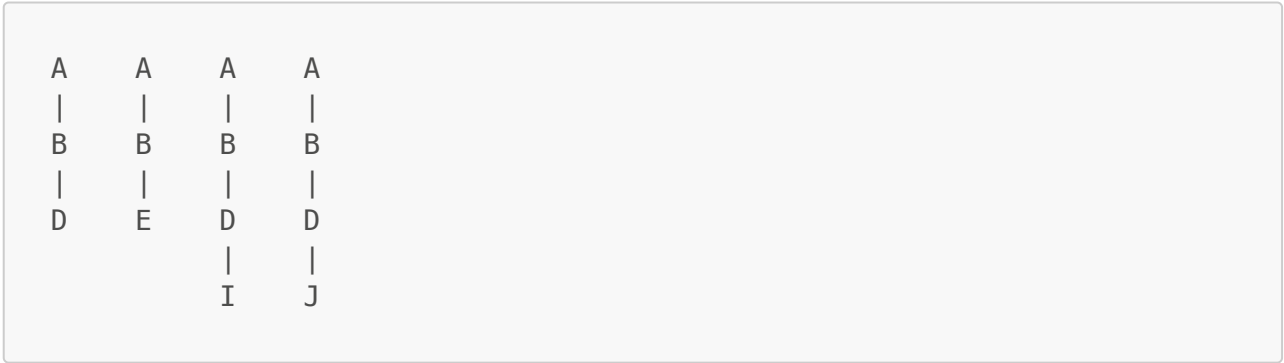 A    A    A    A
|    |    |    |
B    B    B    B
|    |    |    |
D    E    D    D
          |    |
          I    J